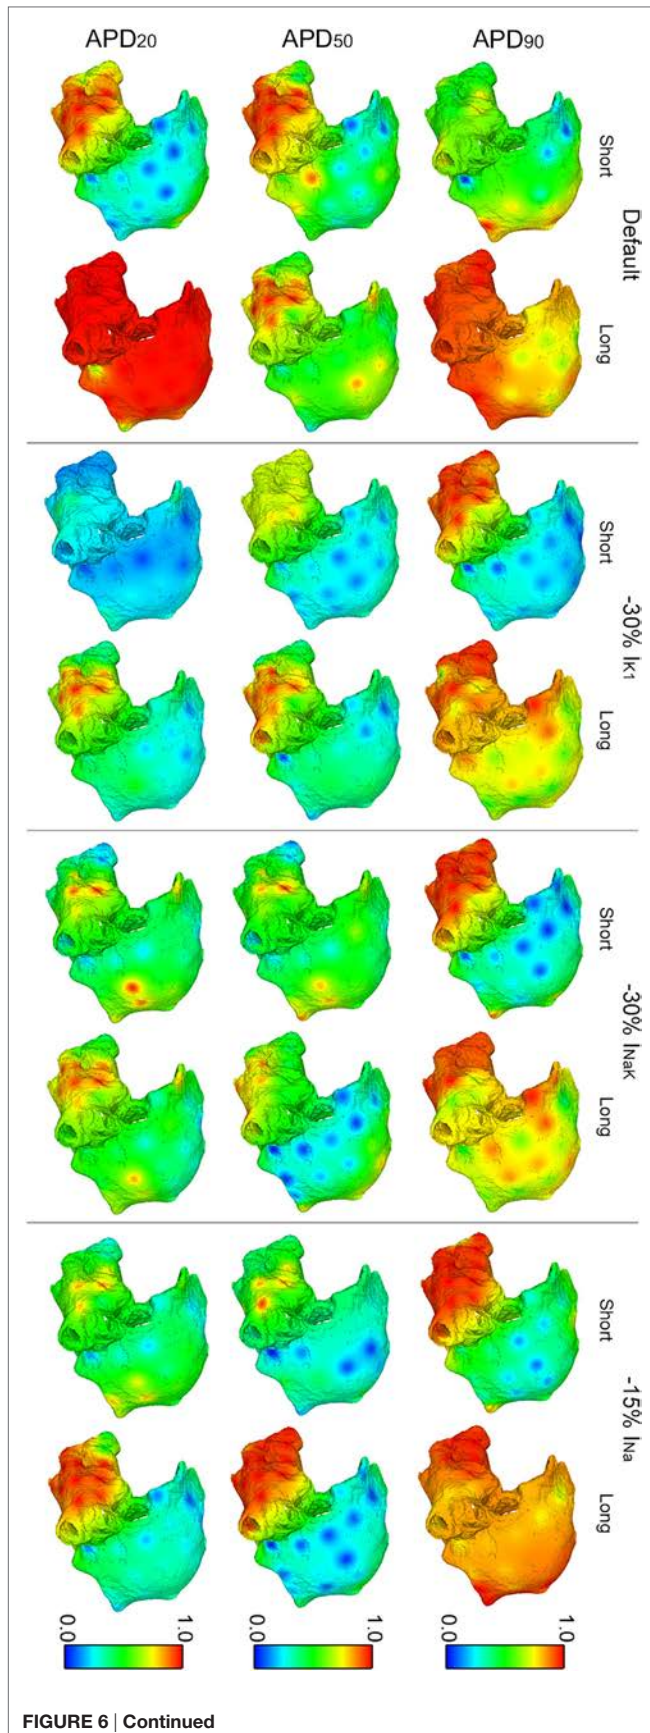 APD20
APD50
APD90
Default
Short
Long
-30% IK1
Short
Long
-30% INaK
Short
Long
-15% INa
Short
Long
0.0
1.0
0.0
1.0
0.0
1.0
FIGURE 6 | Continued